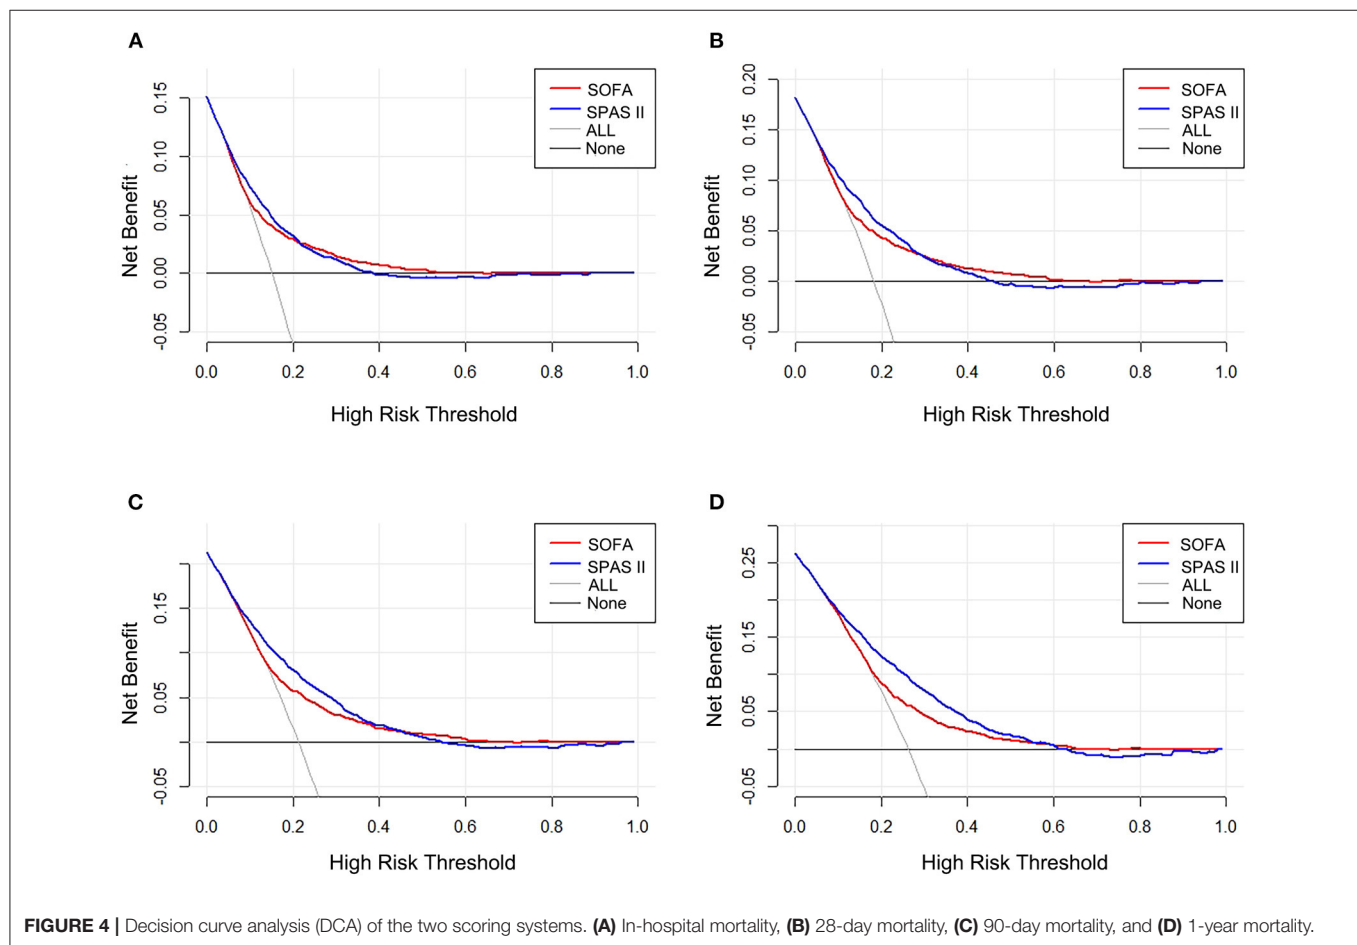 A
Net Benefit
0.15
0.10
0.05
0.00
-0.05
0.0 0.2 0.4 0.6 0.8 1.0
High Risk Threshold
SOFA
SPAS II
ALL
None
B
Net Benefit
0.20
0.15
0.10
0.05
0.00
-0.05
0.0 0.2 0.4 0.6 0.8 1.0
High Risk Threshold
SOFA
SPAS II
ALL
None
C
Net Benefit
0.15
0.05
-0.05
0.0 0.2 0.4 0.6 0.8 1.0
High Risk Threshold
SOFA
SPAS II
ALL
None
D
Net Benefit
0.25
0.15
0.05
-0.05
0.0 0.2 0.4 0.6 0.8 1.0
High Risk Threshold
SOFA
SPAS II
ALL
None
FIGURE 4 | Decision curve analysis (DCA) of the two scoring systems. (A) In-hospital mortality, (B) 28-day mortality, (C) 90-day mortality, and (D) 1-year mortality.